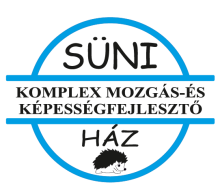 SÜNI
KOMPLEX MOZGÁS-ÉS
KÉPESSÉGFEJLESZTŐ
HÁZ